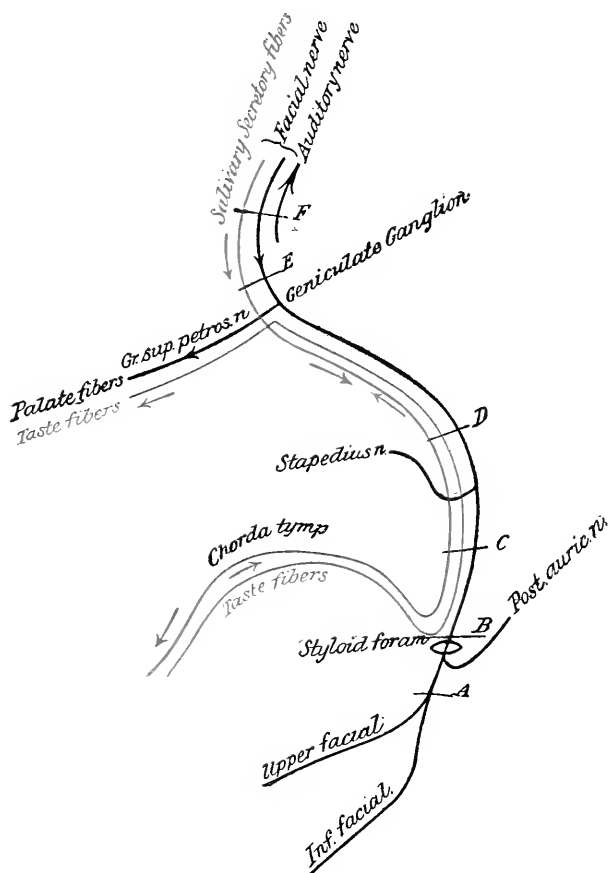 Salivary Secretory fibers
Facial nerve
Auditory nerve
F
E
Geniculate Ganglion.
Gr. sup. petros. n
Palate fibers
Taste fibers
D
Stapedius n.
C
Chorda tymp
Taste fibers
Post. auric. n.
B
Styloid foram
A
Upper facial
Inf. facial.